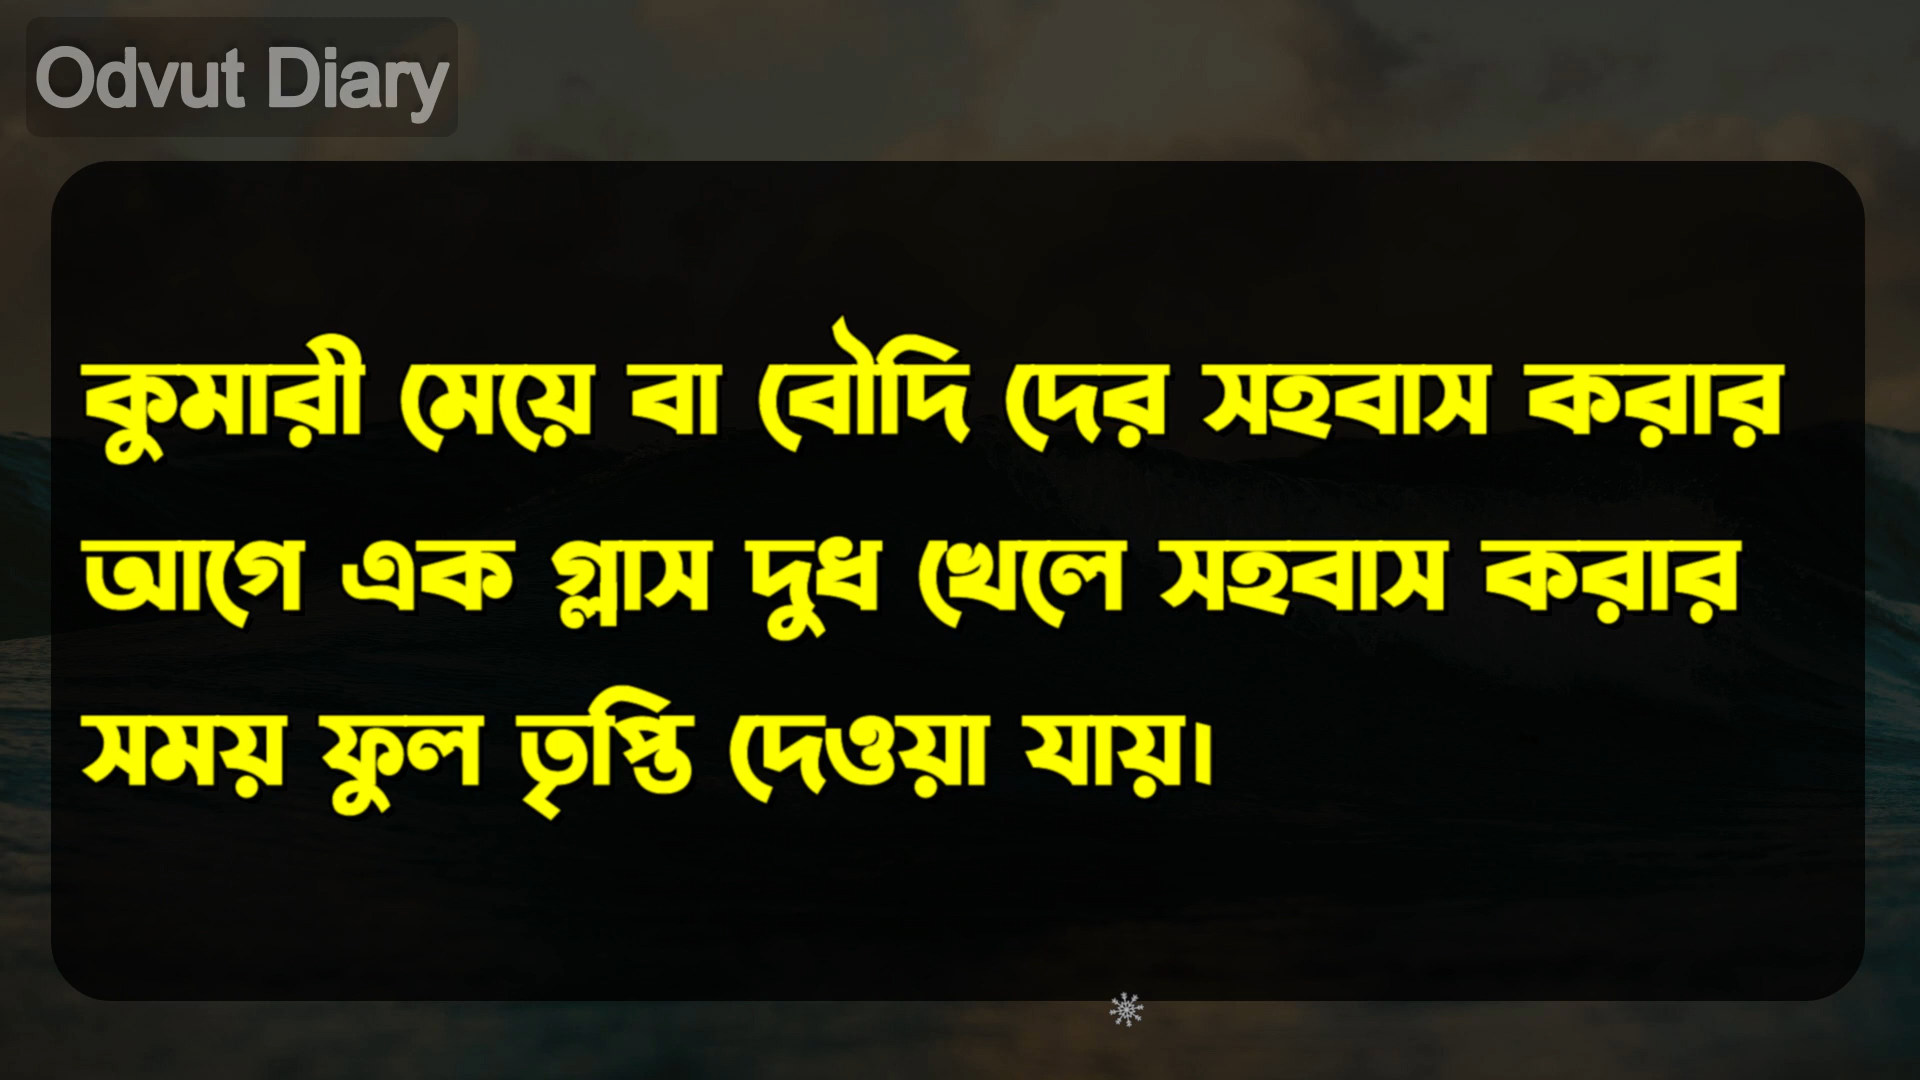 Odvut Diary
কুমারী মেয়ে বা বৌদি দের সহবাস করার
আগে এক গ্লাস দুধ খেলে সহবাস করার
সময় ফুল তৃপ্তি দেওয়া যায়।